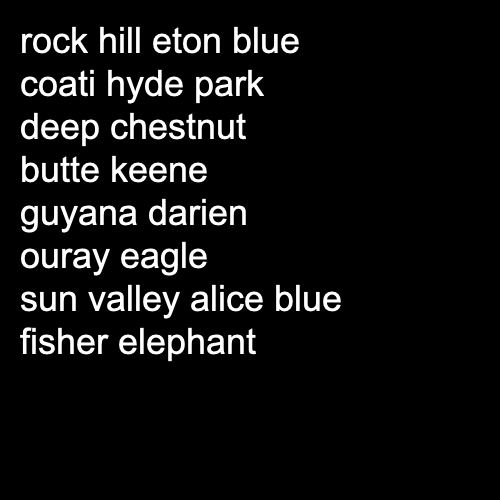 rock hill eton blue
coati hyde park
deep chestnut
butte keene
guyana darien
ouray eagle
sun valley alice blue
fisher elephant